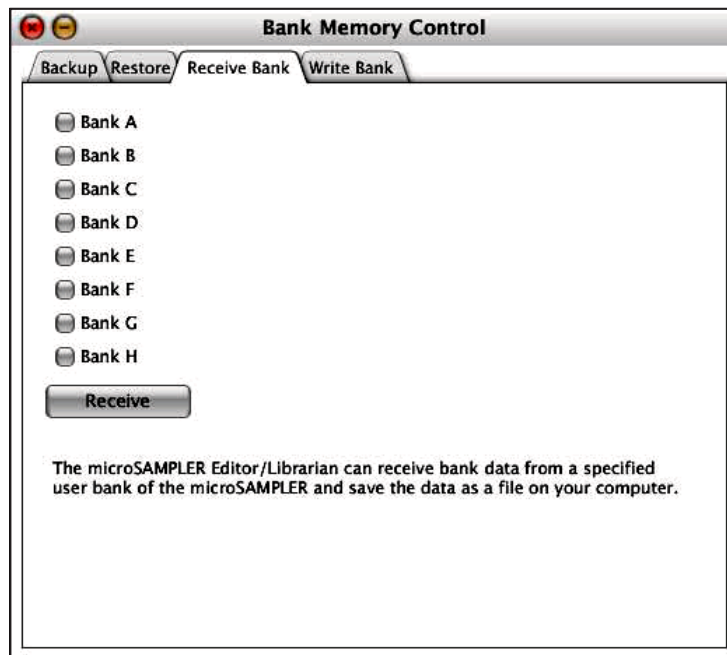 Bank Memory Control
Backup Restore Receive Bank Write Bank
Bank A
Bank B
Bank C
Bank D
Bank E
Bank F
Bank G
Bank H
Receive
The microSAMPLER Editor/Librarian can receive bank data from a specified
user bank of the microSAMPLER and save the data as a file on your computer.